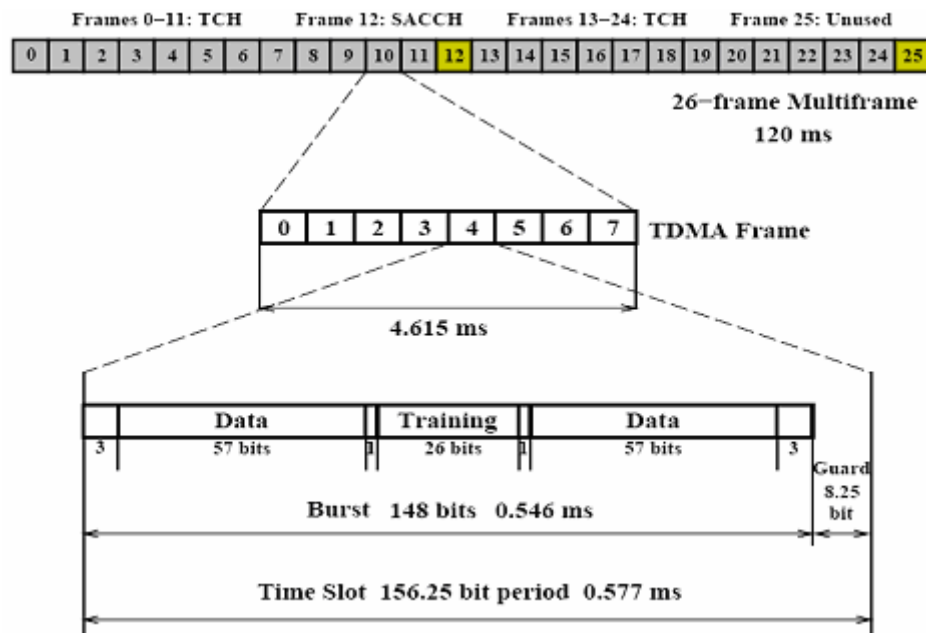 Frames 0–11: TCH Frame 12: SACCH Frames 13–24: TCH Frame 25: Unused
0 1 2 3 4 5 6 7 8 9 10 11 12 13 14 15 16 17 18 19 20 21 22 23 24 25
26–frame Multiframe
120 ms
0 1 2 3 4 5 6 7 TDMA Frame
4.615 ms
Data Training Data
3 57 bits 1 26 bits 1 57 bits 3
Guard
8.25
bit
Burst 148 bits 0.546 ms
Time Slot 156.25 bit period 0.577 ms